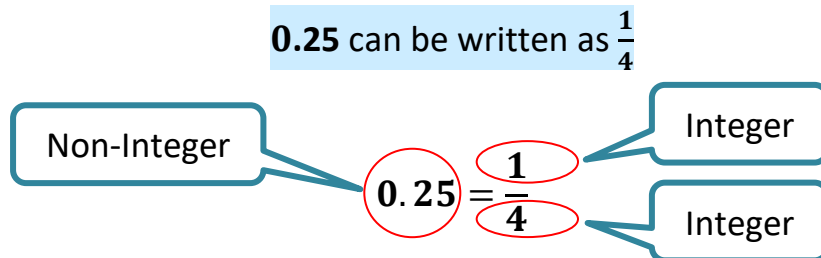 0.25 can be written as 1/4
Non-Integer
Integer
0.25 = 1/4
Integer